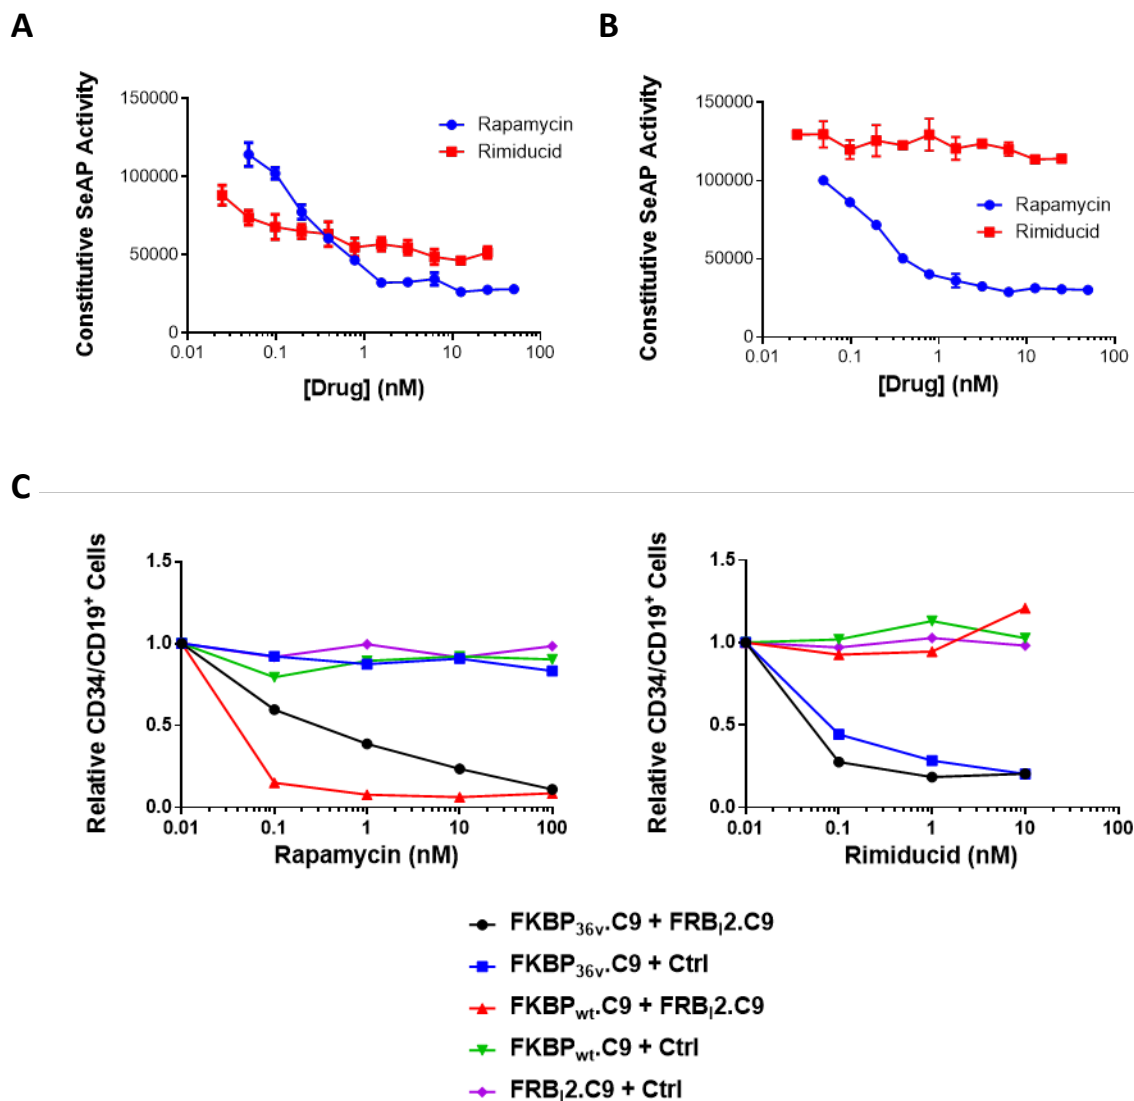 A
Constitutive SeAP Activity
150000
100000
50000
0
0.01
0.1
1
10
100
[Drug] (nM)
Rapamycin
Rimiducid
B
Constitutive SeAP Activity
150000
100000
50000
0
0.01
0.1
1
10
100
[Drug] (nM)
Rapamycin
Rimiducid
C
Relative CD34/CD19⁺ Cells
1.5
1.0
0.5
0.0
0.01
0.1
1
10
100
Rapamycin (nM)
Relative CD34/CD19⁺ Cells
1.5
1.0
0.5
0.0
0.01
0.1
1
10
100
Rimiducid (nM)
FKBP36v.C9 + FRBl2.C9
FKBP36v.C9 + Ctrl
FKBPwt.C9 + FRBl2.C9
FKBPwt.C9 + Ctrl
FRBl2.C9 + Ctrl